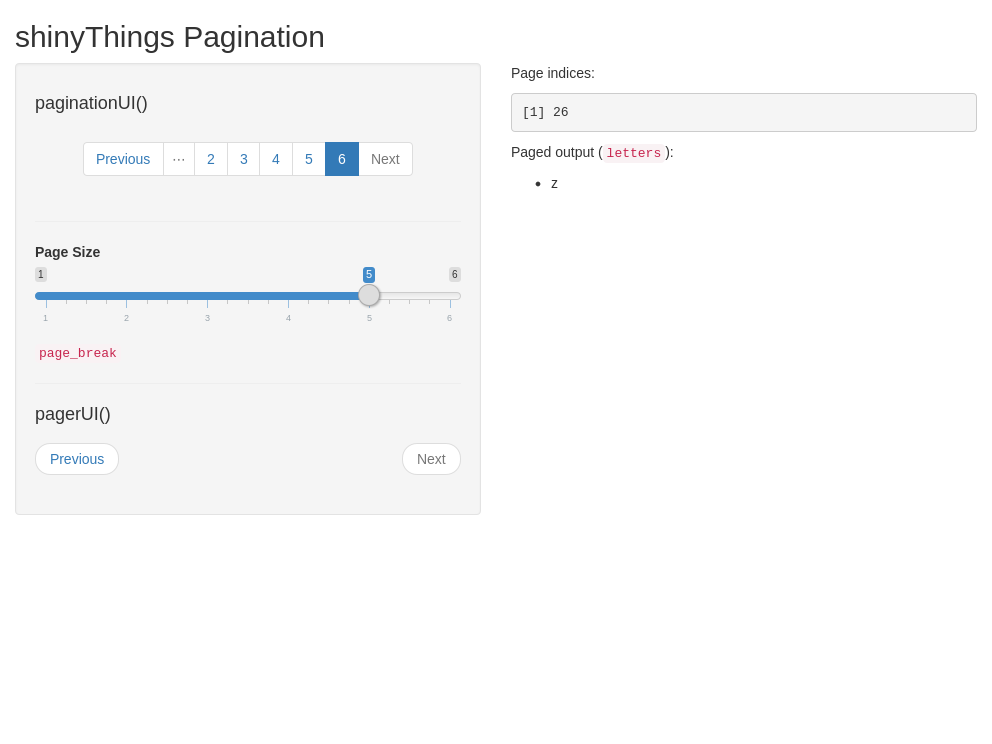 shinyThings Pagination
paginationUI()
Previous ... 2 3 4 5 6 Next
Page Size
1 5 6
1 2 3 4 5 6
page_break
pagerUI()
Previous Next
Page indices:
[1] 26
Paged output ( letters ):
• z